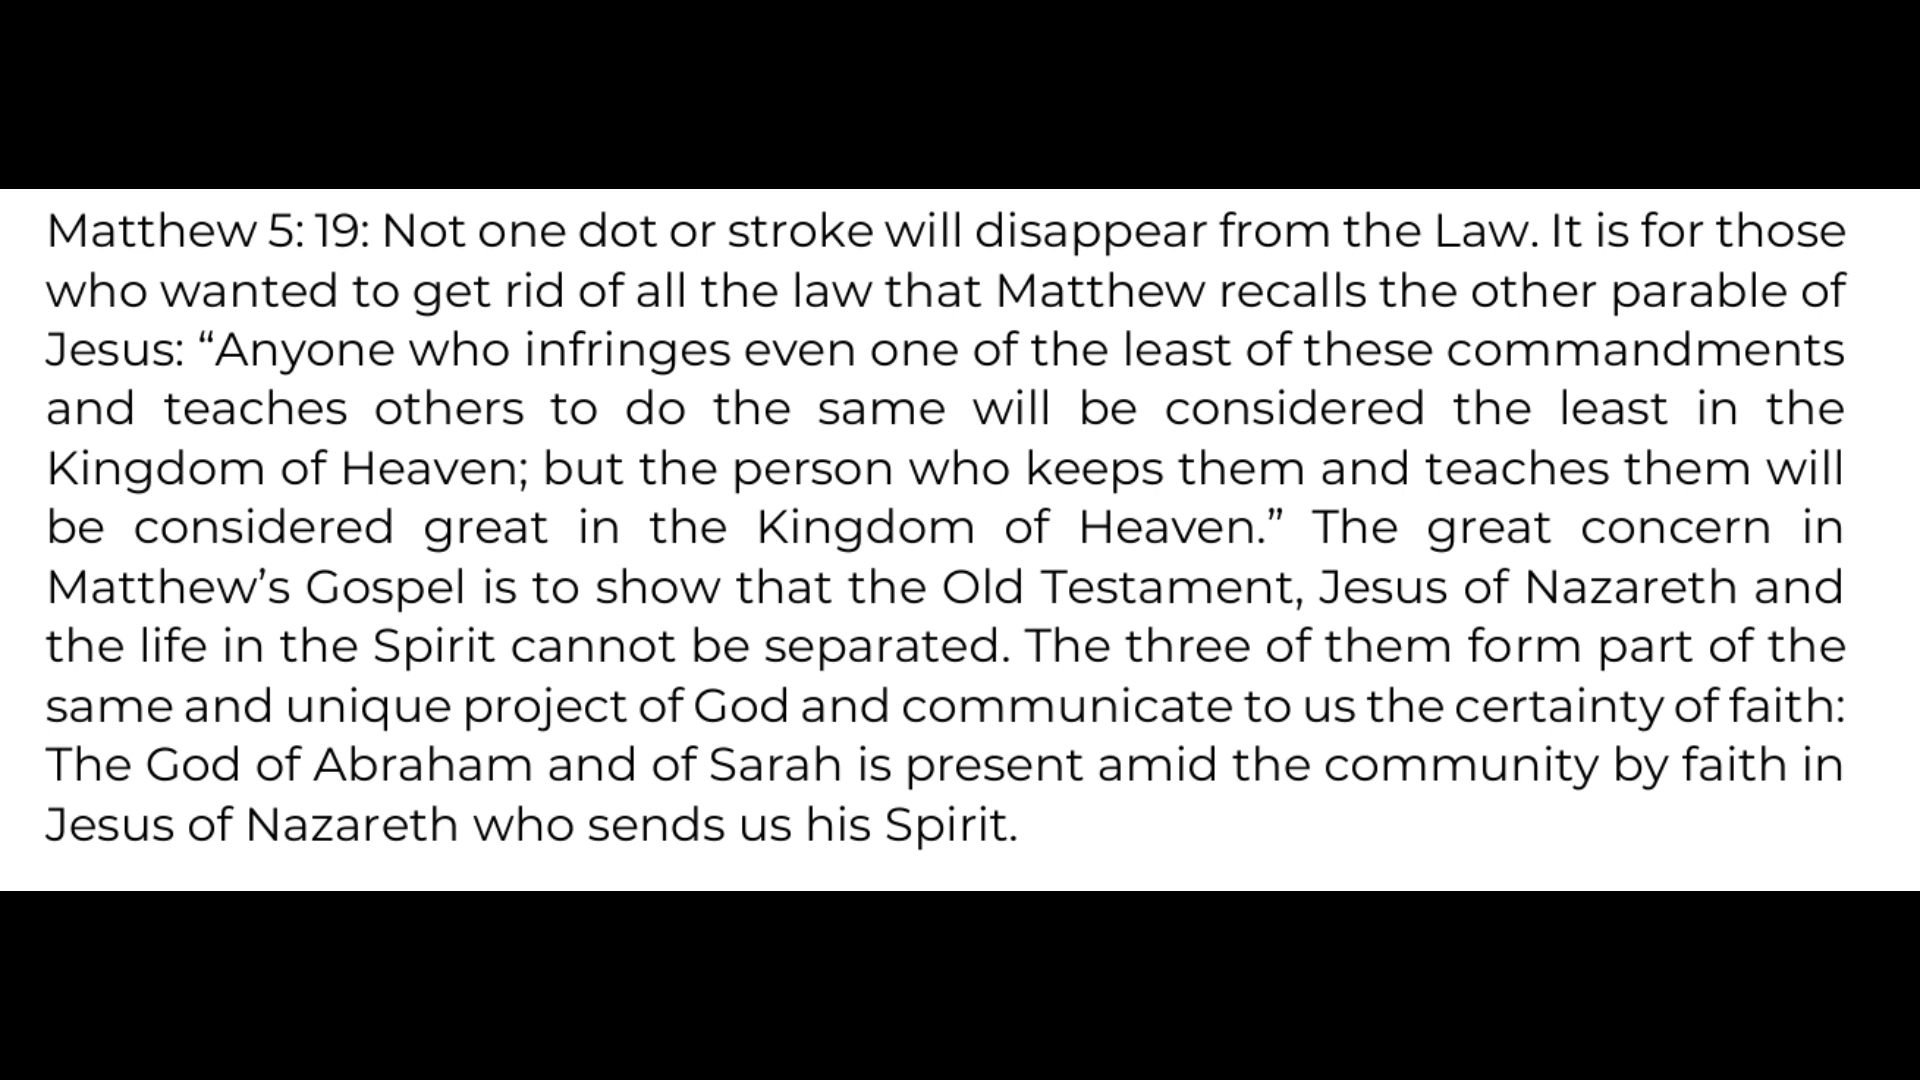 Matthew 5: 19: Not one dot or stroke will disappear from the Law. It is for those
who wanted to get rid of all the law that Matthew recalls the other parable of
Jesus: “Anyone who infringes even one of the least of these commandments
and teaches others to do the same will be considered the least in the
Kingdom of Heaven; but the person who keeps them and teaches them will
be considered great in the Kingdom of Heaven.” The great concern in
Matthew’s Gospel is to show that the Old Testament, Jesus of Nazareth and
the life in the Spirit cannot be separated. The three of them form part of the
same and unique project of God and communicate to us the certainty of faith:
The God of Abraham and of Sarah is present amid the community by faith in
Jesus of Nazareth who sends us his Spirit.